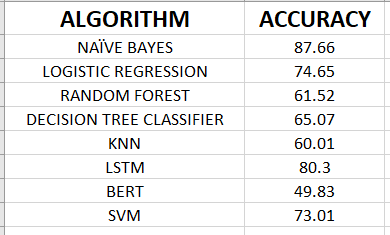 ALGORITHM ACCURACY
NAÏVE BAYES 87.66
LOGISTIC REGRESSION 74.65
RANDOM FOREST 61.52
DECISION TREE CLASSIFIER 65.07
KNN 60.01
LSTM 80.3
BERT 49.83
SVM 73.01